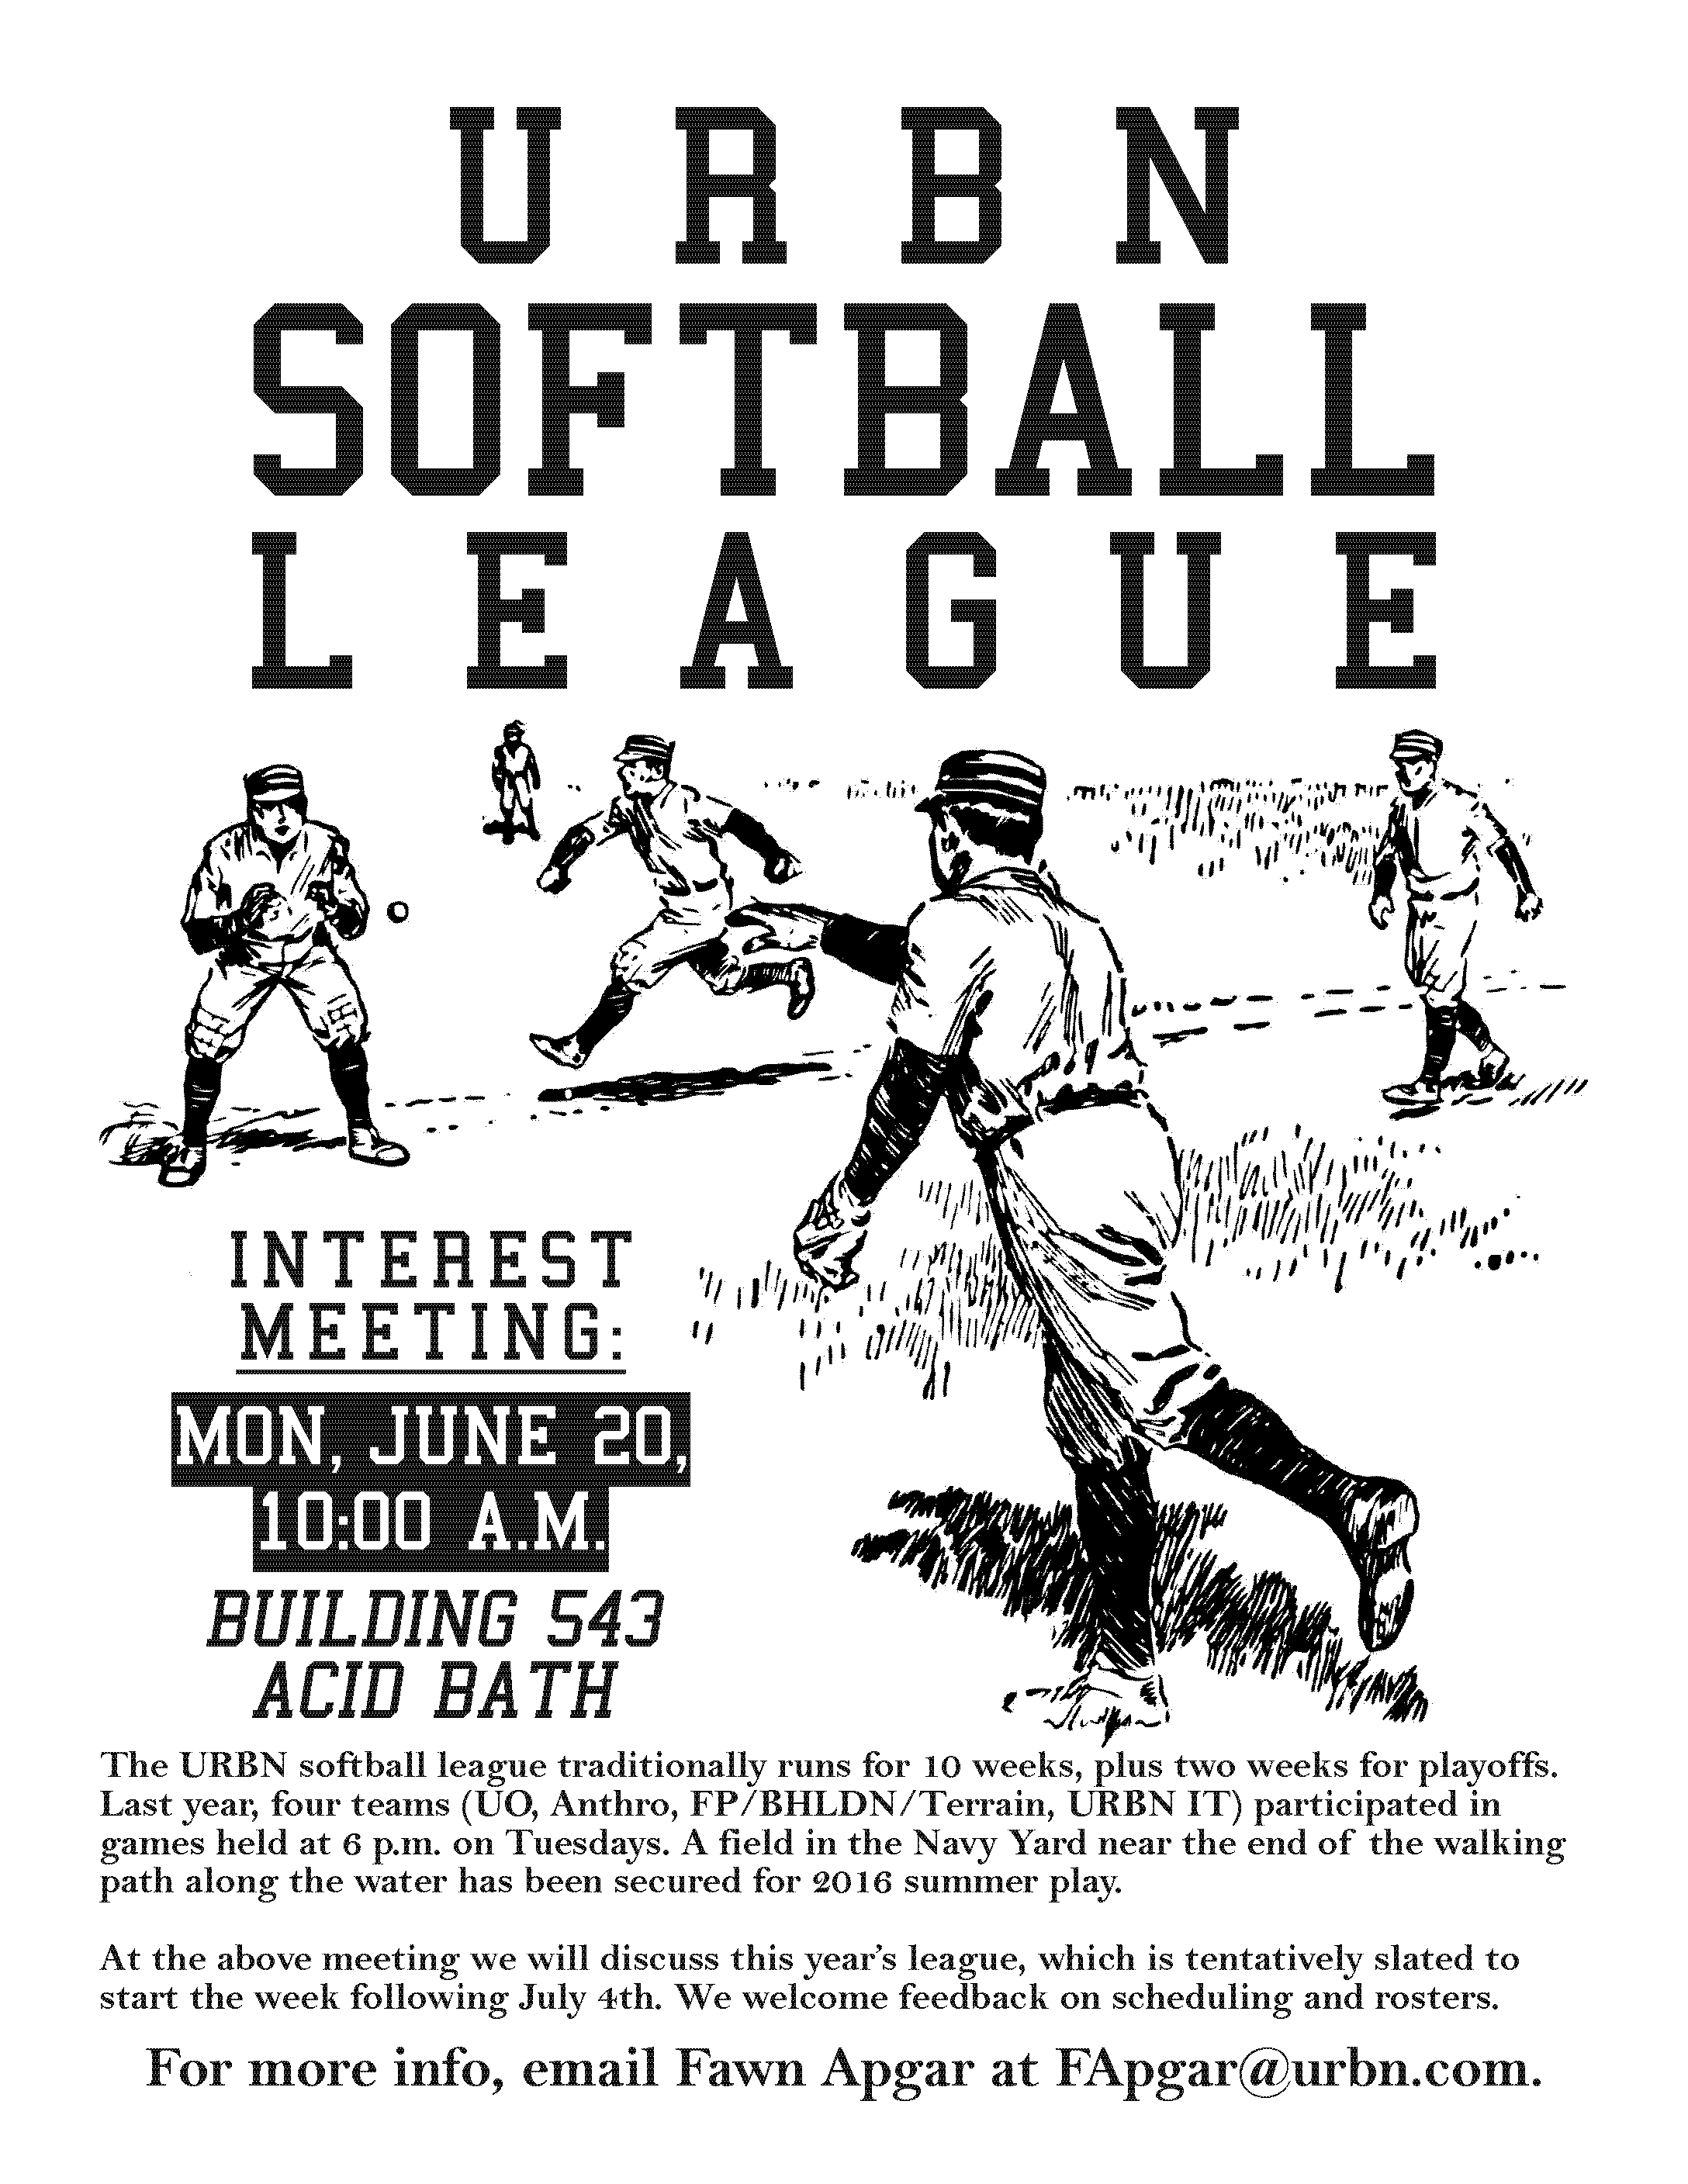 URBN
SOFTBALL
LEAGUE
INTEREST
MEETING:
MON, JUNE 20,
10:00 A.M.
BUILDING 543
ACID BATH
The URBN softball league traditionally runs for 10 weeks, plus two weeks for playoffs.
Last year, four teams (UO, Anthro, FP/BHLDN/Terrain, URBN IT) participated in
games held at 6 p.m. on Tuesdays. A field in the Navy Yard near the end of the walking
path along the water has been secured for 2016 summer play.
At the above meeting we will discuss this year's league, which is tentatively slated to
start the week following July 4th. We welcome feedback on scheduling and rosters.
For more info, email Fawn Apgar at FApgar@urbn.com.